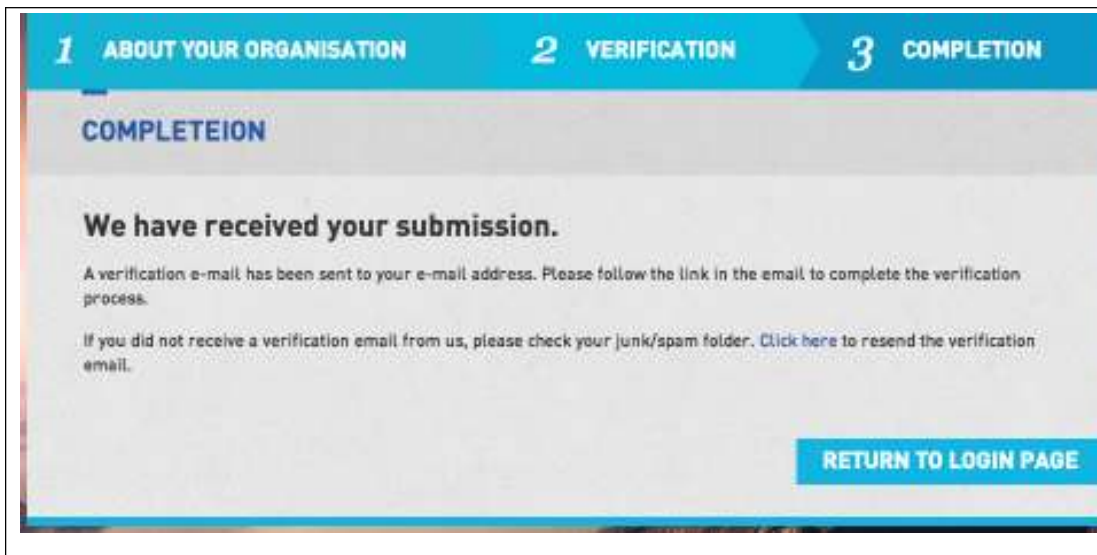 1 ABOUT YOUR ORGANISATION 2 VERIFICATION 3 COMPLETION
COMPLETEION
We have received your submission.
A verification e-mail has been sent to your e-mail address. Please follow the link in the email to complete the verification
process.
If you did not receive a verification email from us, please check your junk/spam folder. Click here to resend the verification
email.
RETURN TO LOGIN PAGE